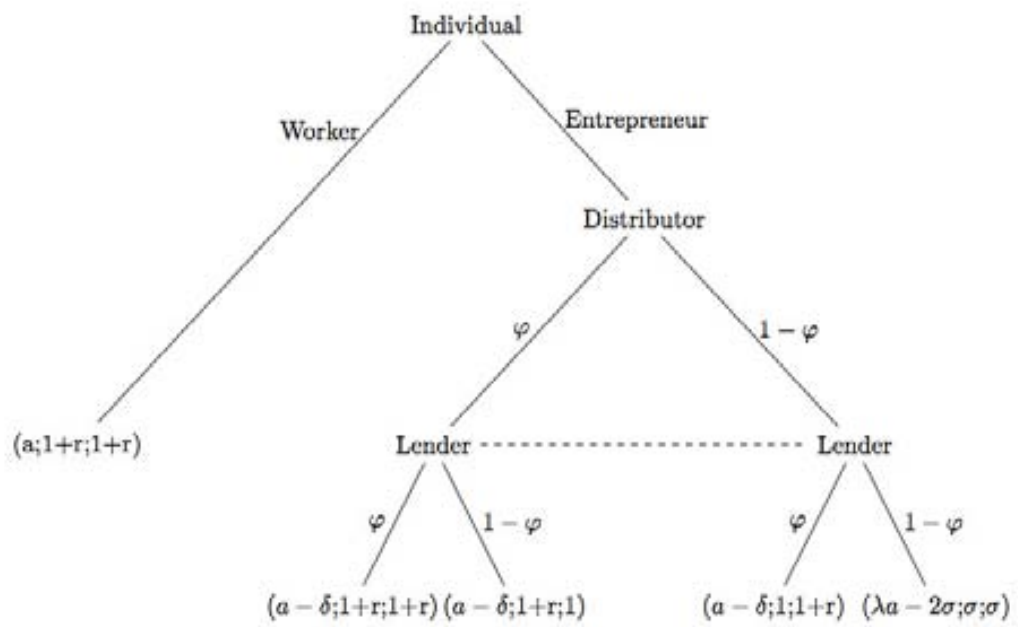 Individual
Worker
Entrepreneur
Distributor
φ
1 − φ
(a;1+r;1+r)
Lender
Lender
φ
1 − φ
φ
1 − φ
(a − δ;1+r;1+r)
(a − δ;1+r;1)
(a − δ;1;1+r)
(λa − 2σ;σ;σ)